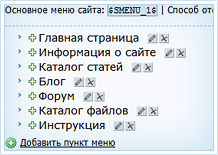 Основное меню сайта: $SMENU_1$ | Способ от
Главная страница
Информация о сайте
Каталог статей
Блог
Форум
Каталог файлов
Инструкция
Добавить пункт меню